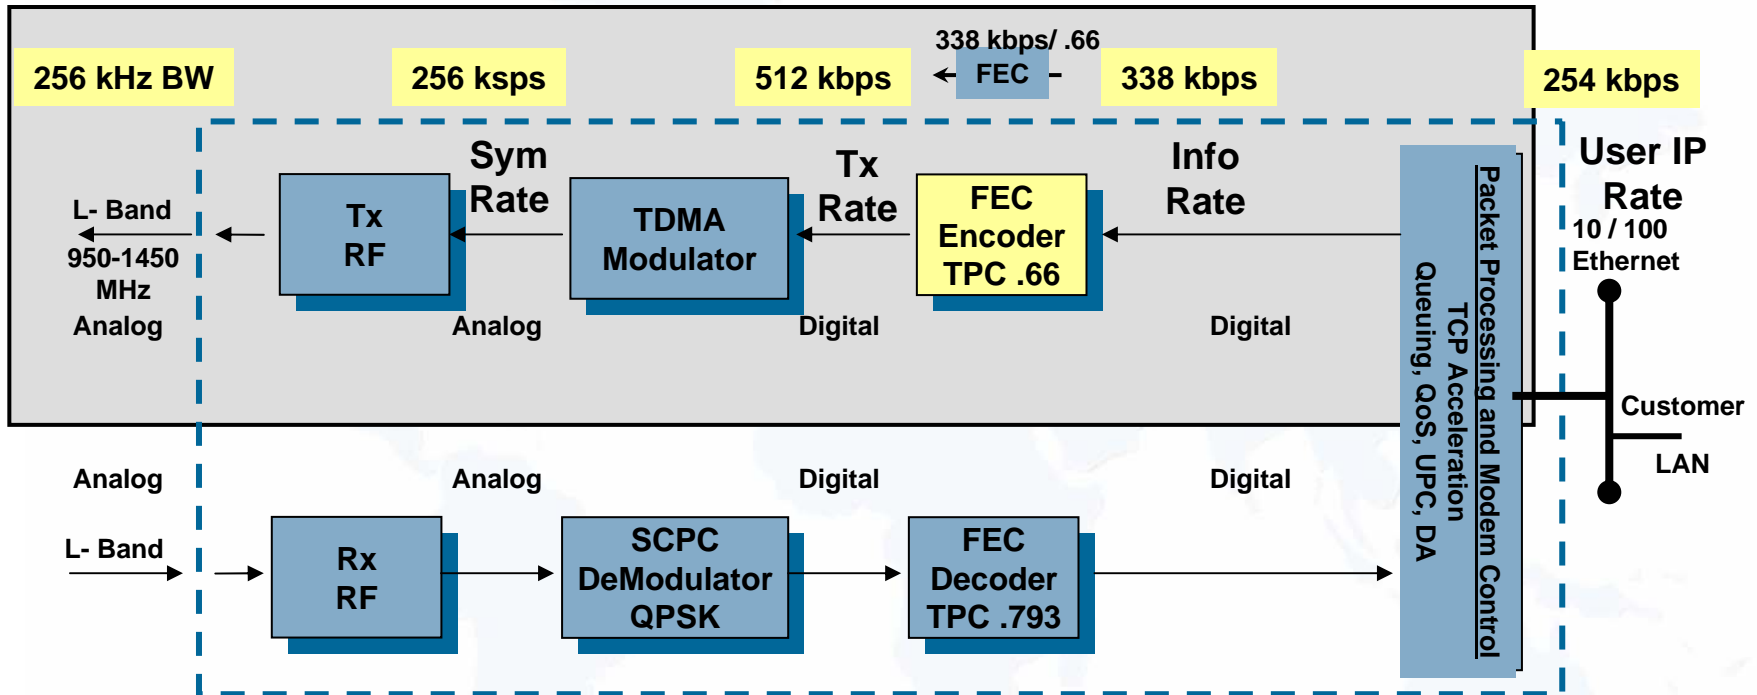 338 kbps/ .66
FEC
256 kHz BW
256 ksps
512 kbps
338 kbps
254 kbps
Sym
Rate
Tx
Rate
Info
Rate
User IP
Rate
10 / 100
Ethernet
L- Band
950-1450
MHz
Analog
Tx
RF
Analog
TDMA
Modulator
Digital
FEC
Encoder
TPC .66
Digital
Packet Processing and Modem Control
TCP Acceleration
Queuing, QoS, UPC, DA
Customer
LAN
Analog
Analog
Digital
Digital
L- Band
Rx
RF
SCPC
DeModulator
QPSK
FEC
Decoder
TPC .793